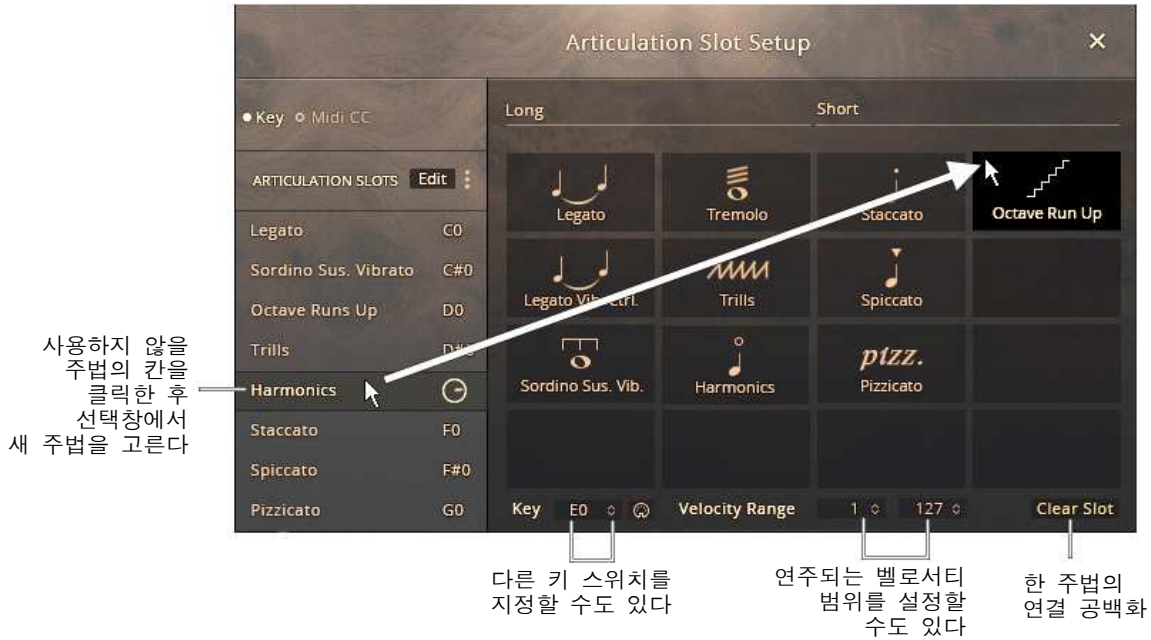 Articulation Slot Setup
×
Key Midi CC
Long
Short
ARTICULATION SLOTS Edit
Legato C0
Sordino Sus. Vibrato C#0
Octave Runs Up D0
Trills
Harmonics
Staccato F0
Spiccato F#0
Pizzicato G0
Legato
Tremolo
Staccato
Octave Run Up
Legato
Trills
Spiccato
Sordino Sus. Vib.
Harmonics
pizz.
Pizzicato
Key E0
Velocity Range 1 127
Clear Slot
사용하지 않을
주법의 칸을
클릭한 후
선택창에서
새 주법을 고른다
다른 키 스위치를
지정할 수도 있다
연주되는 벨로서티
범위를 설정할
수도 있다
한 주법의
연결 공백화